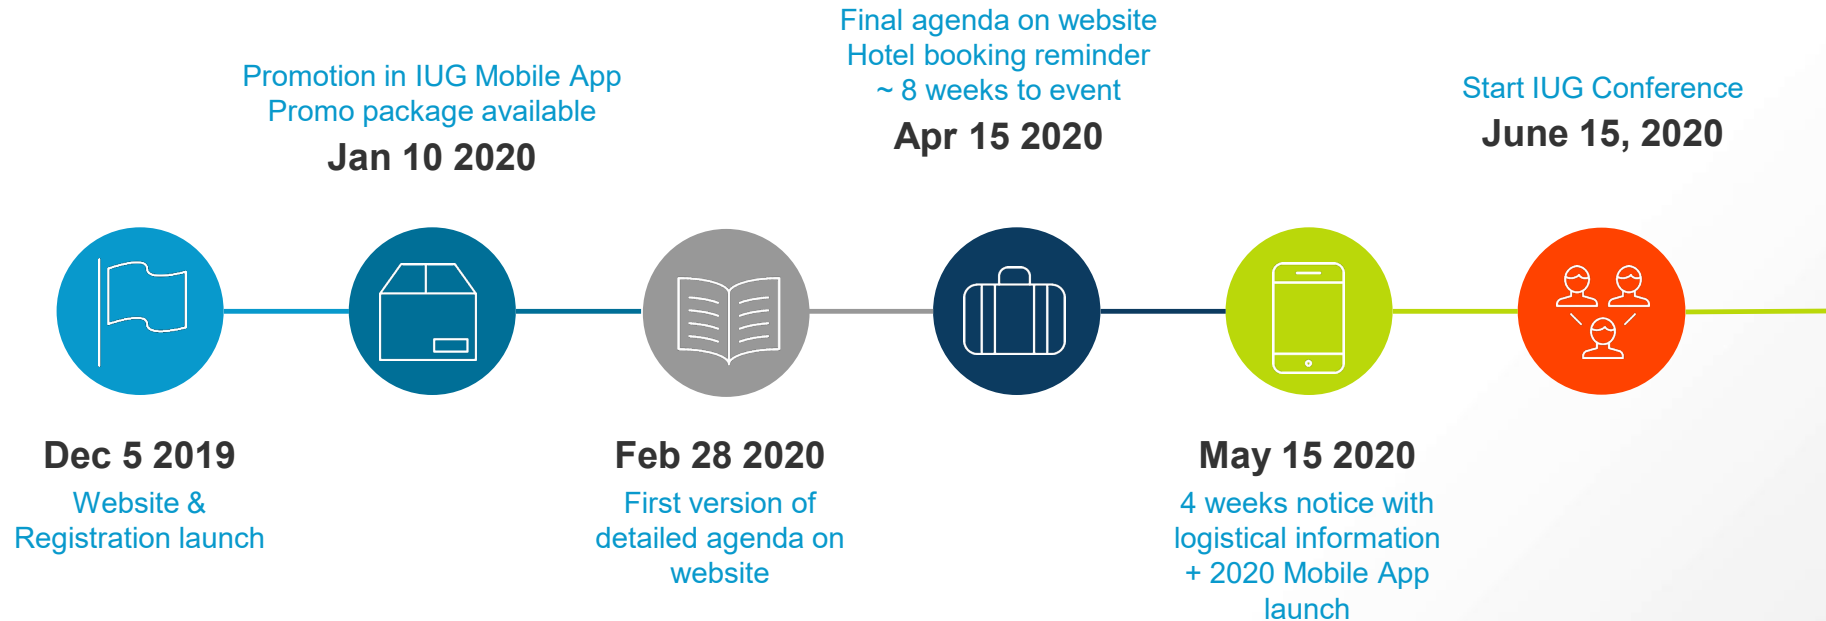 Website &
Registration launch
Dec 5 2019
Promotion in IUG Mobile App
Promo package available
Jan 10 2020
Feb 28 2020
First version of
detailed agenda on
website
Final agenda on website
Hotel booking reminder
~ 8 weeks to event
Apr 15 2020
May 15 2020
4 weeks notice with
logistical information
+ 2020 Mobile App
launch
Start IUG Conference
June 15, 2020